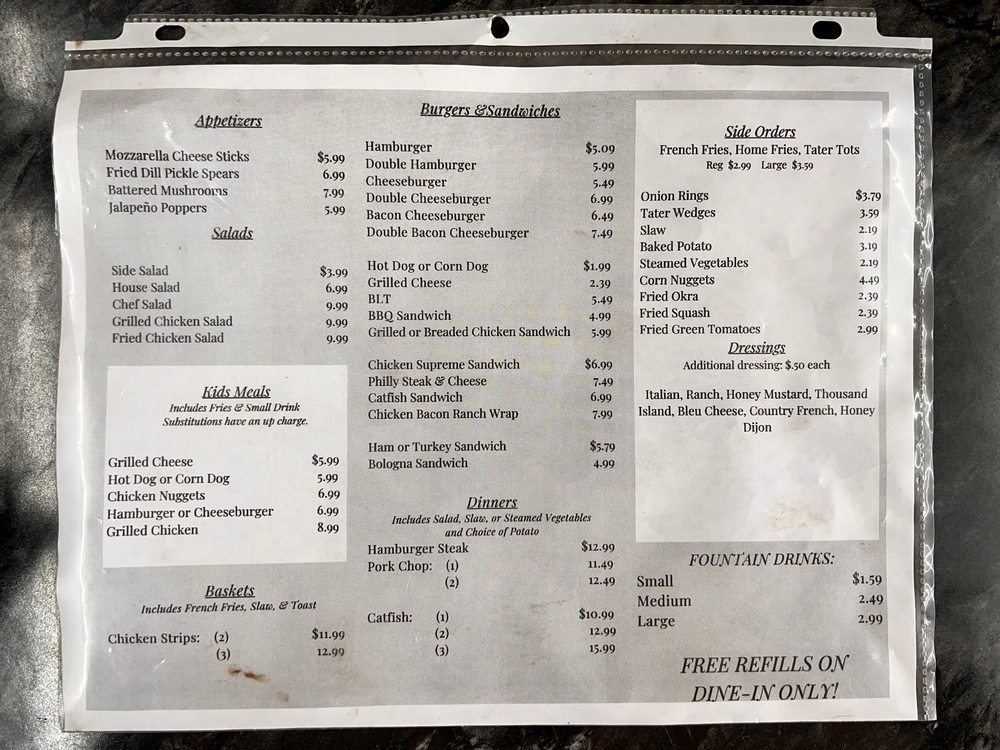 Appetizers
Mozzarella Cheese Sticks $5.99
Fried Dill Pickle Spears 6.99
Battered Mushrooms 7.99
Jalapeño Poppers 5.99
Salads
Side Salad $3.99
House Salad 6.99
Chef Salad 9.99
Grilled Chicken Salad 9.99
Fried Chicken Salad 9.99
Kids Meals
Includes Fries & Small Drink
Substitutions have an up charge.
Grilled Cheese $5.99
Hot Dog or Corn Dog 5.99
Chicken Nuggets 6.99
Hamburger or Cheeseburger 6.99
Grilled Chicken 8.99
Baskets
Includes French Fries, Slaw, & Toast
Chicken Strips: (2) $11.99
(3) 12.99
Burgers &Sandwiches
Hamburger $5.09
Double Hamburger 5.99
Cheeseburger 5.49
Double Cheeseburger 6.99
Bacon Cheeseburger 6.49
Double Bacon Cheeseburger 7.49
Hot Dog or Corn Dog $1.99
Grilled Cheese 2.39
BLT 5.49
BBQ Sandwich 4.99
Grilled or Breaded Chicken Sandwich 5.99
Chicken Supreme Sandwich $6.99
Philly Steak & Cheese 7.49
Catfish Sandwich 6.99
Chicken Bacon Ranch Wrap 7.99
Ham or Turkey Sandwich $5.79
Bologna Sandwich 4.99
Dinners
Includes Salad, Slaw, or Steamed Vegetables
and Choice of Potato
Hamburger Steak $12.99
Pork Chop: (1) 11.49
(2) 12.49
Catfish: (1) $10.99
(2) 12.99
(3) 15.99
Side Orders
French Fries, Home Fries, Tater Tots
Reg $2.99 Large $3.59
Onion Rings $3.79
Tater Wedges 3.59
Slaw 2.19
Baked Potato 3.19
Steamed Vegetables 2.19
Corn Nuggets 4.49
Fried Okra 2.39
Fried Squash 2.39
Fried Green Tomatoes 2.99
Dressings
Additional dressing: $.50 each
Italian, Ranch, Honey Mustard, Thousand
Island, Bleu Cheese, Country French, Honey
Dijon
FOUNTAIN DRINKS:
Small $1.59
Medium 2.49
Large 2.99
FREE REFILLS ON
DINE-IN ONLY!